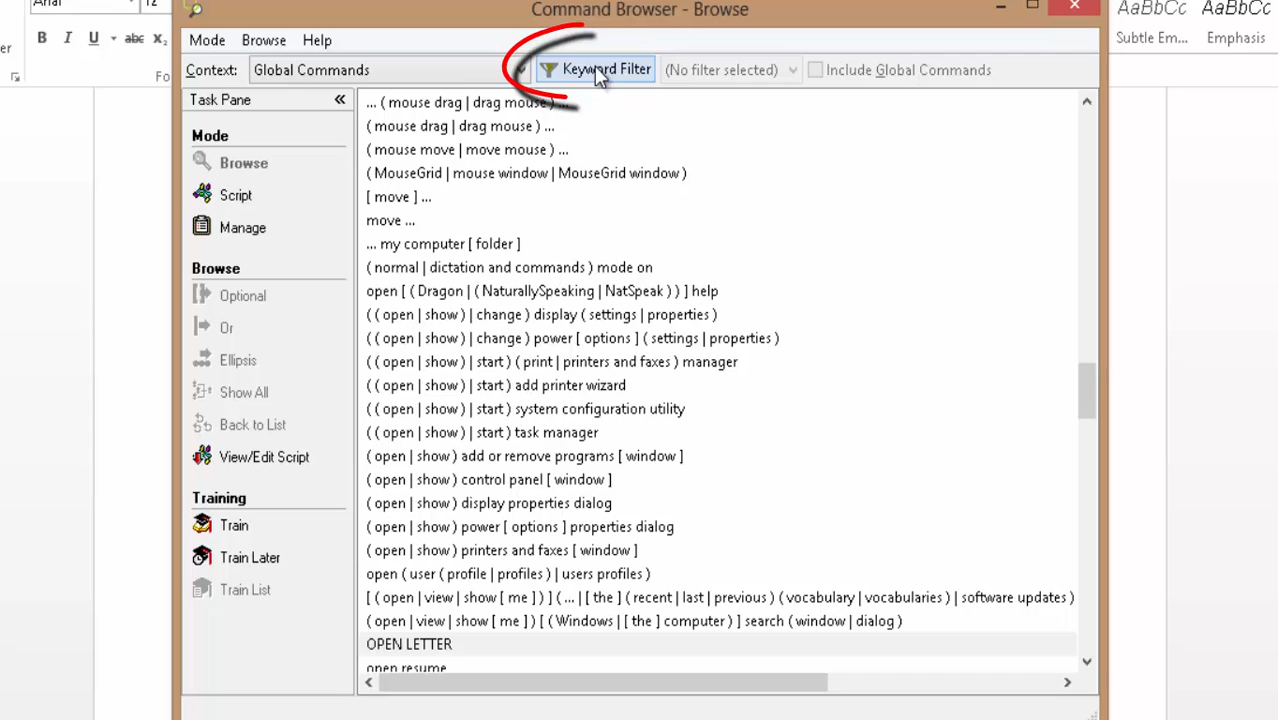 Arial
12
Command Browser - Browse
AaBbCc
AaBbCc
B I U abc X₂
Subtle Em...
Emphasis
er
Fo
Mode Browse Help
Context: Global Commands
Keyword Filter
(No filter selected)
Include Global Commands
Task Pane
Mode
Browse
Script
Manage
Browse
Optional
Or
Ellipsis
Show All
Back to List
View/Edit Script
Training
Train
Train Later
Train List
... ( mouse drag | drag mouse ) ...
( mouse drag | drag mouse ) ...
( mouse move | move mouse ) ...
( MouseGrid | mouse window | MouseGrid window )
[ move ] ...
move ...
... my computer [ folder ]
( normal | dictation and commands ) mode on
open [ ( Dragon | ( NaturallySpeaking | NatSpeak ) ) ] help
( ( open | show ) | change ) display ( settings | properties )
( ( open | show ) | change ) power [ options ] ( settings | properties )
( ( open | show ) | start ) ( print | printers and faxes ) manager
( ( open | show ) | start ) add printer wizard
( ( open | show ) | start ) system configuration utility
( ( open | show ) | start ) task manager
( open | show ) add or remove programs [ window ]
( open | show ) control panel [ window ]
( open | show ) display properties dialog
( open | show ) power [ options ] properties dialog
( open | show ) printers and faxes [ window ]
open ( user ( profile | profiles ) | users profiles )
[ ( open | view | show [ me ] ) ] ( ... | [ the ] ( recent | last | previous ) ( vocabulary | vocabularies ) | software updates )
( open | view | show [ me ] ) [ ( Windows | [ the ] computer ) ] search ( window | dialog )
OPEN LETTER
open resume